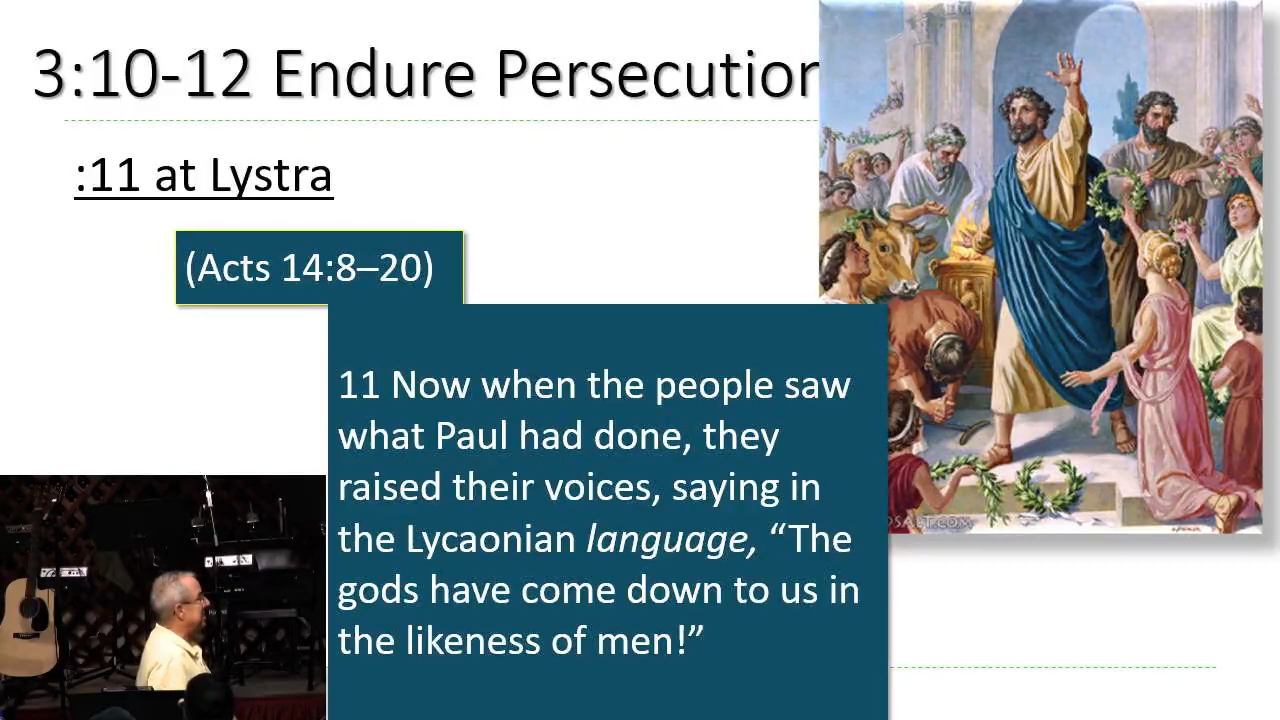 3:10-12 Endure Persecution
:11 at Lystra
(Acts 14:8–20)
11 Now when the people saw
what Paul had done, they
raised their voices, saying in
the Lycaonian language, “The
gods have come down to us in
the likeness of men!”